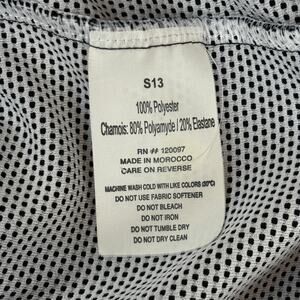 S13
100% Polyester
Chamois: 80% Polyamyde / 20% Elastane
RN# 120097
MADE IN MOROCCO
CARE ON REVERSE
MACHINE WASH COLD WITH LIKE COLORS (30°C)
DO NOT USE FABRIC SOFTENER
DO NOT BLEACH
DO NOT IRON
DO NOT TUMBLE DRY
DO NOT DRY CLEAN